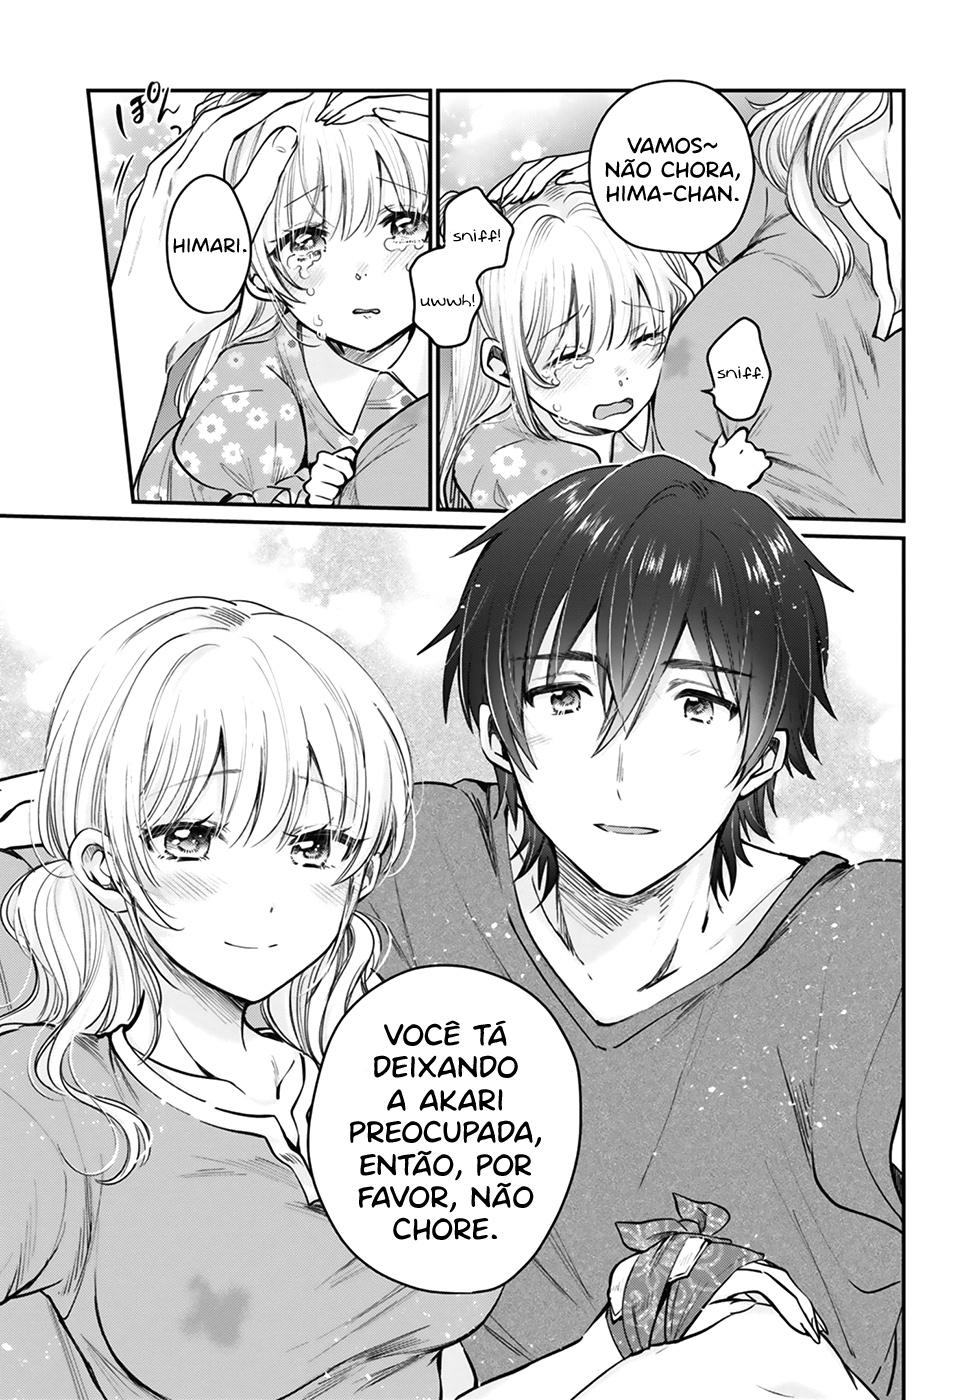 VAMOS~
NÃO CHORA,
HIMA-CHAN.
sniff!
uwwh!
sniff.
ぽんっ
HIMARI.
VOCÊ TÁ
DEIXANDO
A AKARI
PREOCUPADA,
ENTÃO, POR
FAVOR, NÃO
CHORE.